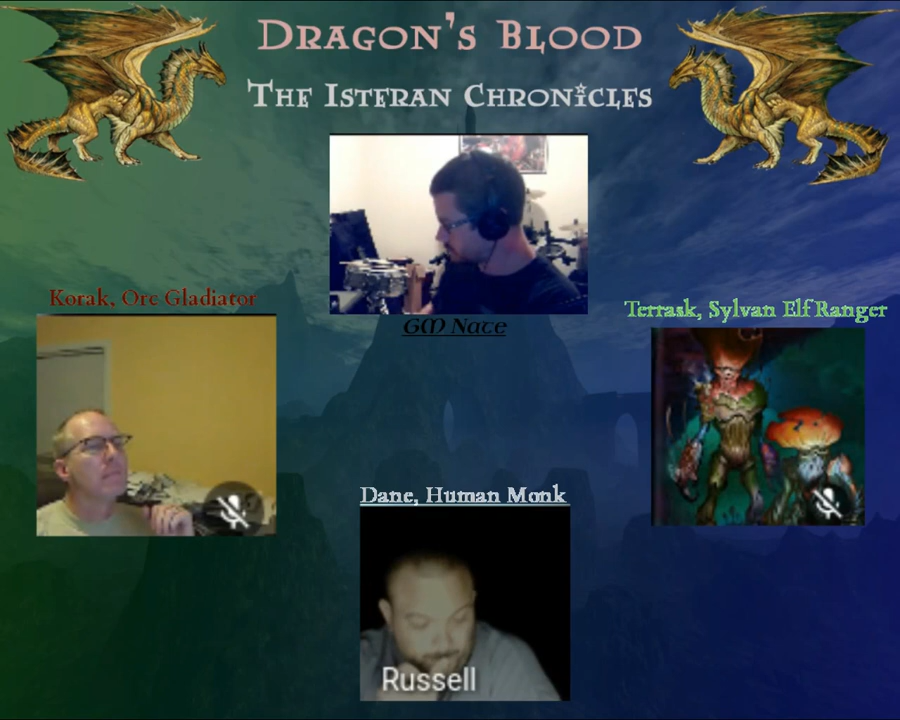 Dragon's Blood
The Isteran Chronicles
Korak, Orc Gladiator
GM Nate
Terrask, Sylvan Elf Ranger
Dane, Human Monk
Russell